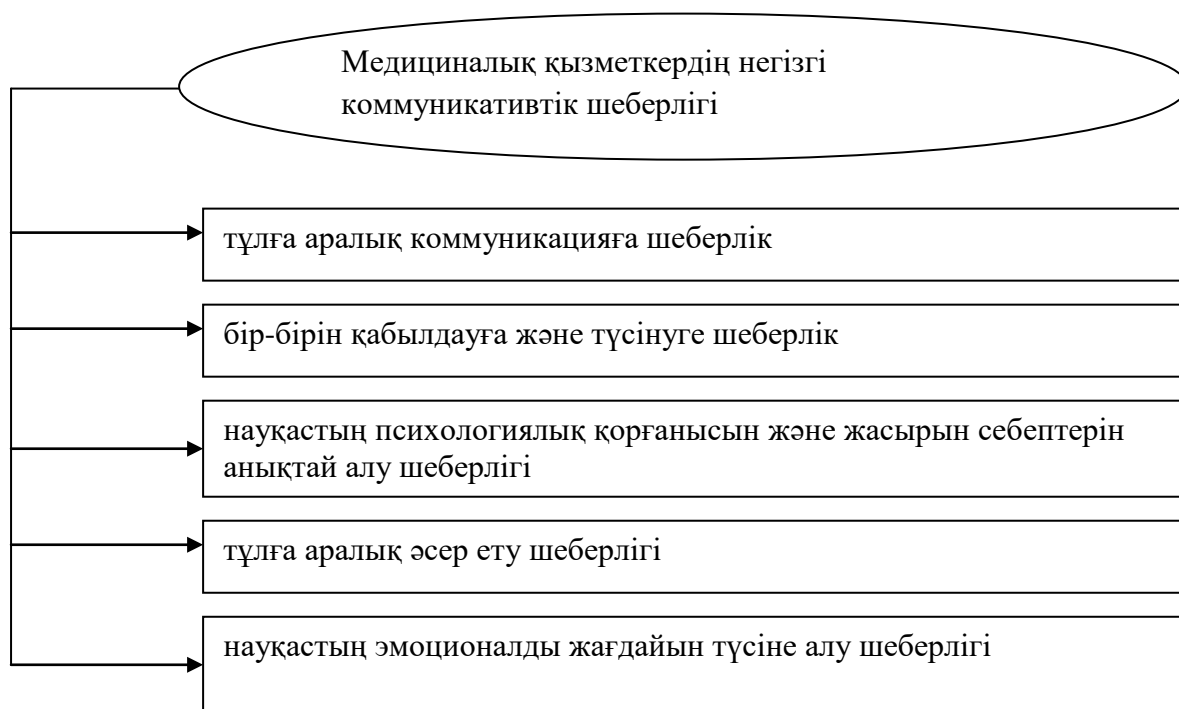 Медициналық қызметкердің негізгі
коммуникативтік шеберлігі
тұлға аралық коммуникацияға шеберлік
бір-бірін қабылдауға және түсінуге шеберлік
науқастың психологиялық қорғанысын және жасырын себептерін
анықтай алу шеберлігі
тұлға аралық әсер ету шеберлігі
науқастың эмоционалды жағдайын түсіне алу шеберлігі